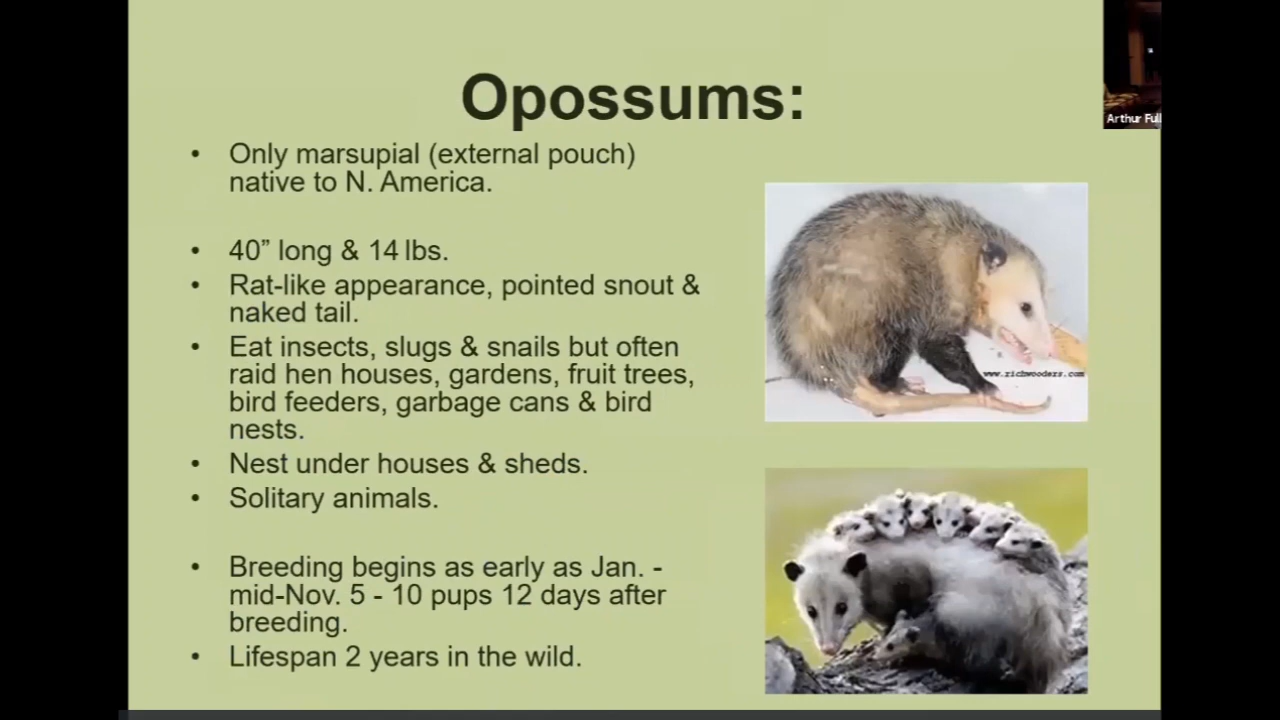 Opossums:
Arthur Full
• Only marsupial (external pouch)
native to N. America.
• 40” long & 14 lbs.
• Rat-like appearance, pointed snout &
naked tail.
• Eat insects, slugs & snails but often
raid hen houses, gardens, fruit trees,
bird feeders, garbage cans & bird
nests.
• Nest under houses & sheds.
• Solitary animals.
• Breeding begins as early as Jan. -
mid-Nov. 5 - 10 pups 12 days after
breeding.
• Lifespan 2 years in the wild.
www.richwooders.com